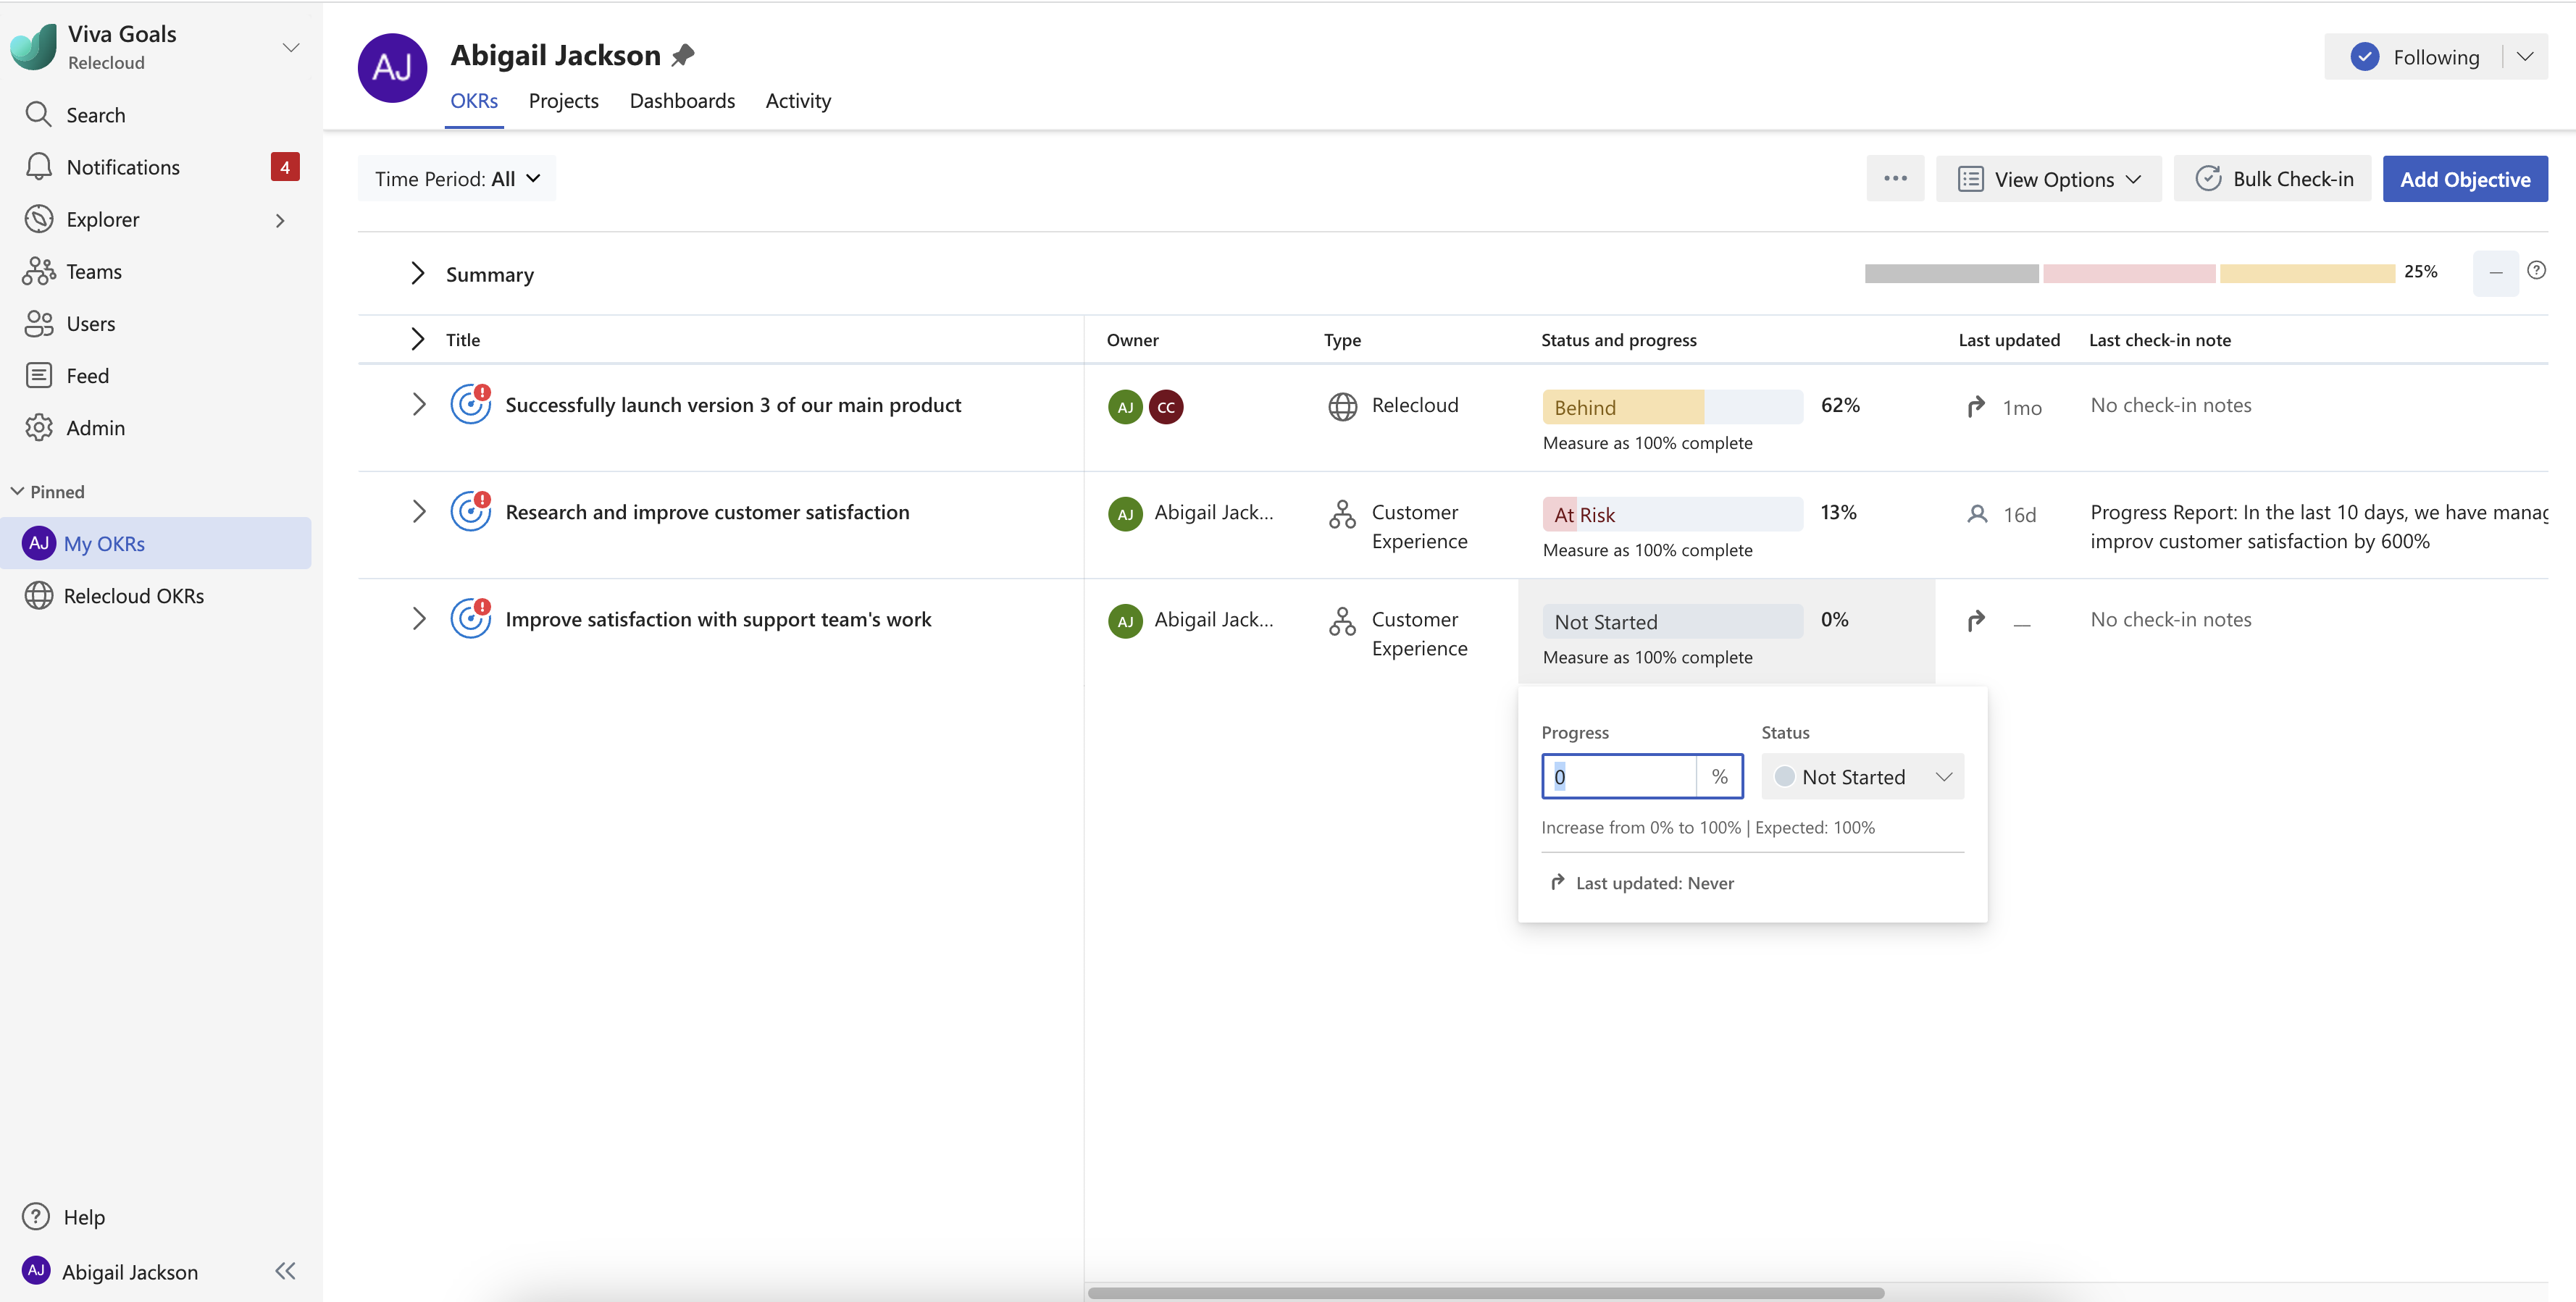 Viva Goals
Relecloud
Search
Notifications
4
Explorer
Teams
Users
Feed
Admin
Pinned
AJ My OKRs
Relecloud OKRs
Help
AJ Abigail Jackson
AJ
Abigail Jackson
OKRs Projects Dashboards Activity
Following
Time Period: All
View Options
Bulk Check-in
Add Objective
Summary
25%
Title Owner Type Status and progress Last updated Last check-in note
Successfully launch version 3 of our main product
AJ CC
Relecloud
Behind
62%
Measure as 100% complete
1mo
No check-in notes
Research and improve customer satisfaction
AJ Abigail Jack...
Customer
Experience
At Risk
13%
Measure as 100% complete
16d
Progress Report: In the last 10 days, we have manag
improv customer satisfaction by 600%
Improve satisfaction with support team's work
AJ Abigail Jack...
Customer
Experience
Not Started
0%
Measure as 100% complete
—
No check-in notes
Progress Status
0 %
Not Started
Increase from 0% to 100% | Expected: 100%
Last updated: Never